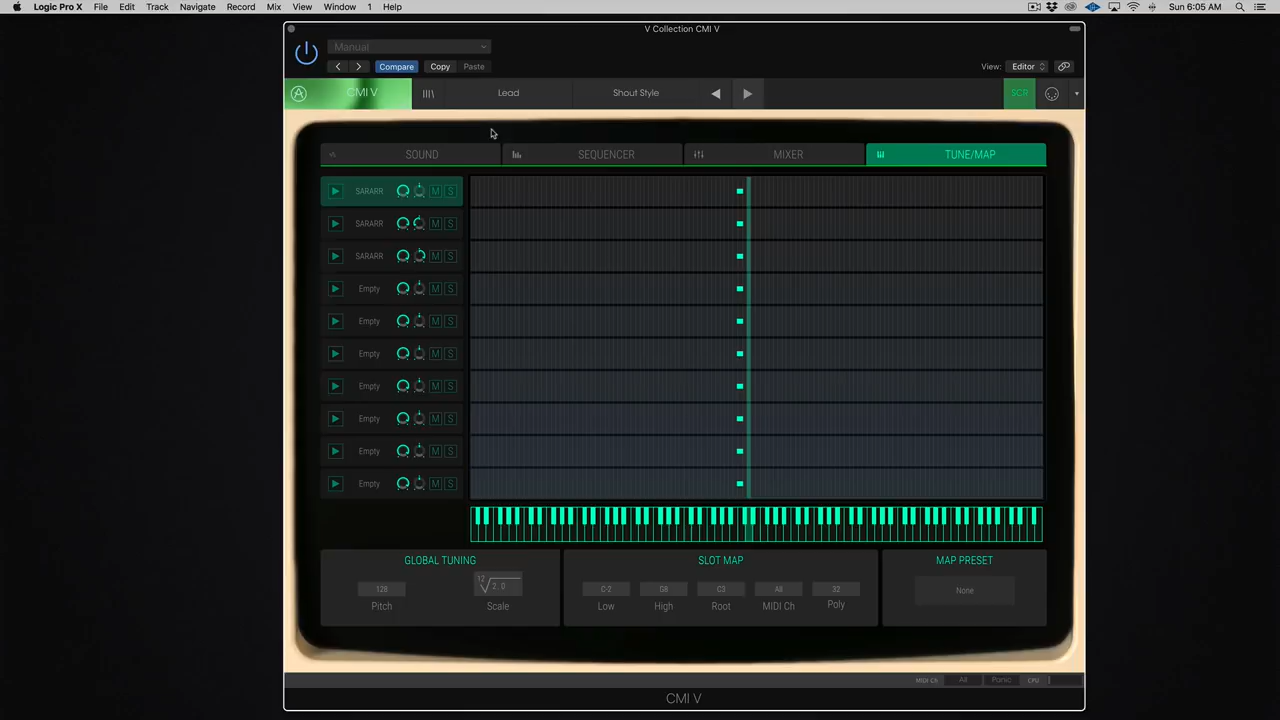 Logic Pro X File Edit Track Navigate Record Mix View Window 1 Help Sun 6:05 AM
V Collection CMI V
Manual
Compare Copy Paste View: Editor
CMI V Lead Shout Style SCR
SOUND SEQUENCER MIXER TUNE/MAP
SARARR M S
SARARR M S
SARARR M S
Empty M S
Empty M S
Empty M S
Empty M S
Empty M S
Empty M S
Empty M S
GLOBAL TUNING SLOT MAP MAP PRESET
128 12 √2.0 C-2 G8 C3 All 32 None
Pitch Scale Low High Root MIDI Ch Poly
MIDI Ch All Panic CPU
CMI V